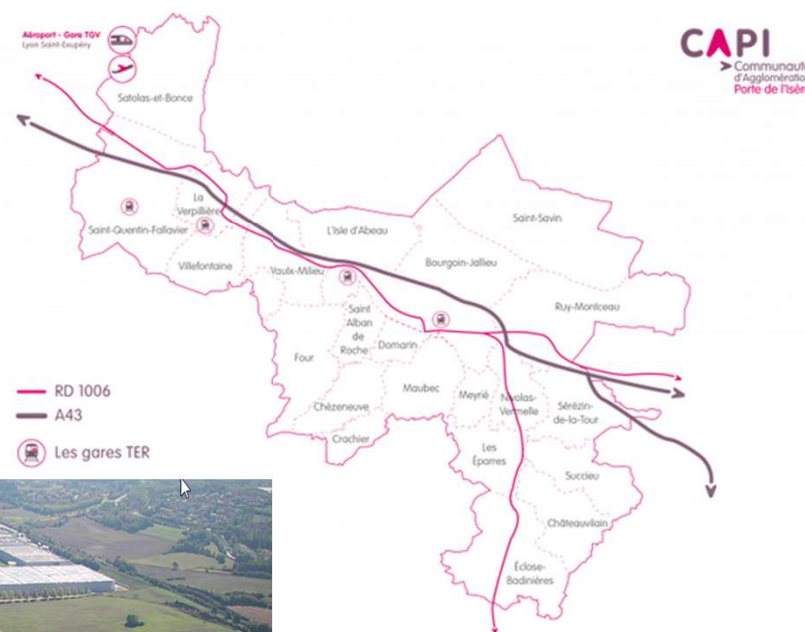 Aéroport - Gare TGV
Lyon Saint-Exupéry
CAPI
Communauté
d'Agglomération
Porte de l'Isère
Satolas-et-Bonce
La
Verpillière
Saint-Quentin-Fallavier
Villefontaine
L'Isle d'Abeau
Saint-Savin
Vaulx-Milieu
Bourgoin-Jallieu
Ruy-Montceau
Saint
Alban
de
Roche
Domarin
Four
Maubec
Meyrié
Nivolas-
Vermelle
Sérézin-
de-la-Tour
Chèzeneuve
Crachier
Les
Éparres
Succieu
Châteauvilain
Éclose-
Badinières
RD 1006
A43
Les gares TER